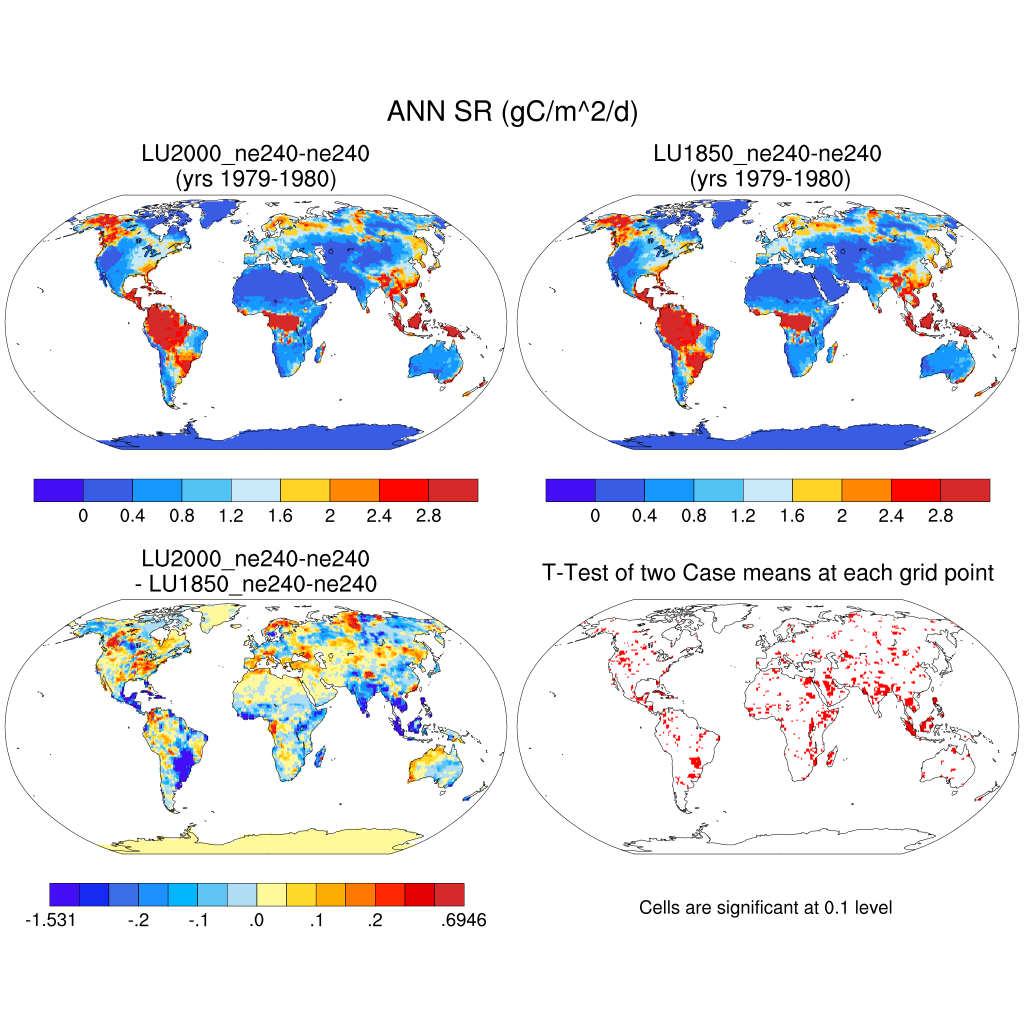 ANN SR (gC/m^2/d)
LU2000_ne240-ne240
(yrs 1979-1980)
LU1850_ne240-ne240
(yrs 1979-1980)
0 0.4 0.8 1.2 1.6 2 2.4 2.8
0 0.4 0.8 1.2 1.6 2 2.4 2.8
LU2000_ne240-ne240
- LU1850_ne240-ne240
T-Test of two Case means at each grid point
-1.531 -.2 -.1 .0 .1 .2 .6946
Cells are significant at 0.1 level